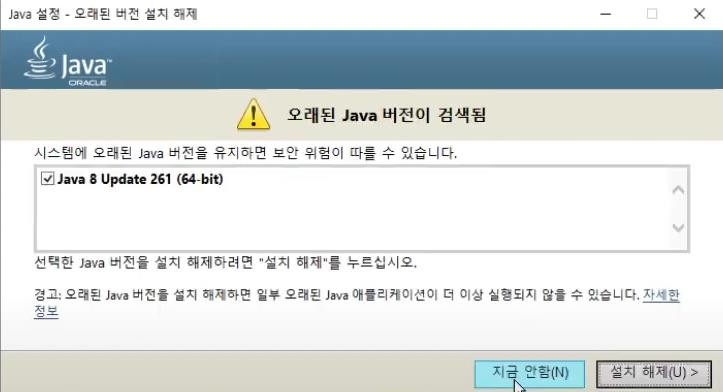 Java 설정 - 오래된 버전 설치 해제
Java™
ORACLE
오래된 Java 버전이 검색됨
시스템에 오래된 Java 버전을 유지하면 보안 위험이 따를 수 있습니다.
Java 8 Update 261 (64-bit)
선택한 Java 버전을 설치 해제하려면 "설치 해제"를 누르십시오.
경고: 오래된 Java 버전을 설치 해제하면 일부 오래된 Java 애플리케이션이 더 이상 실행되지 않을 수 있습니다. 자세한
정보
지금 안함(N)
설치 해제(U) >